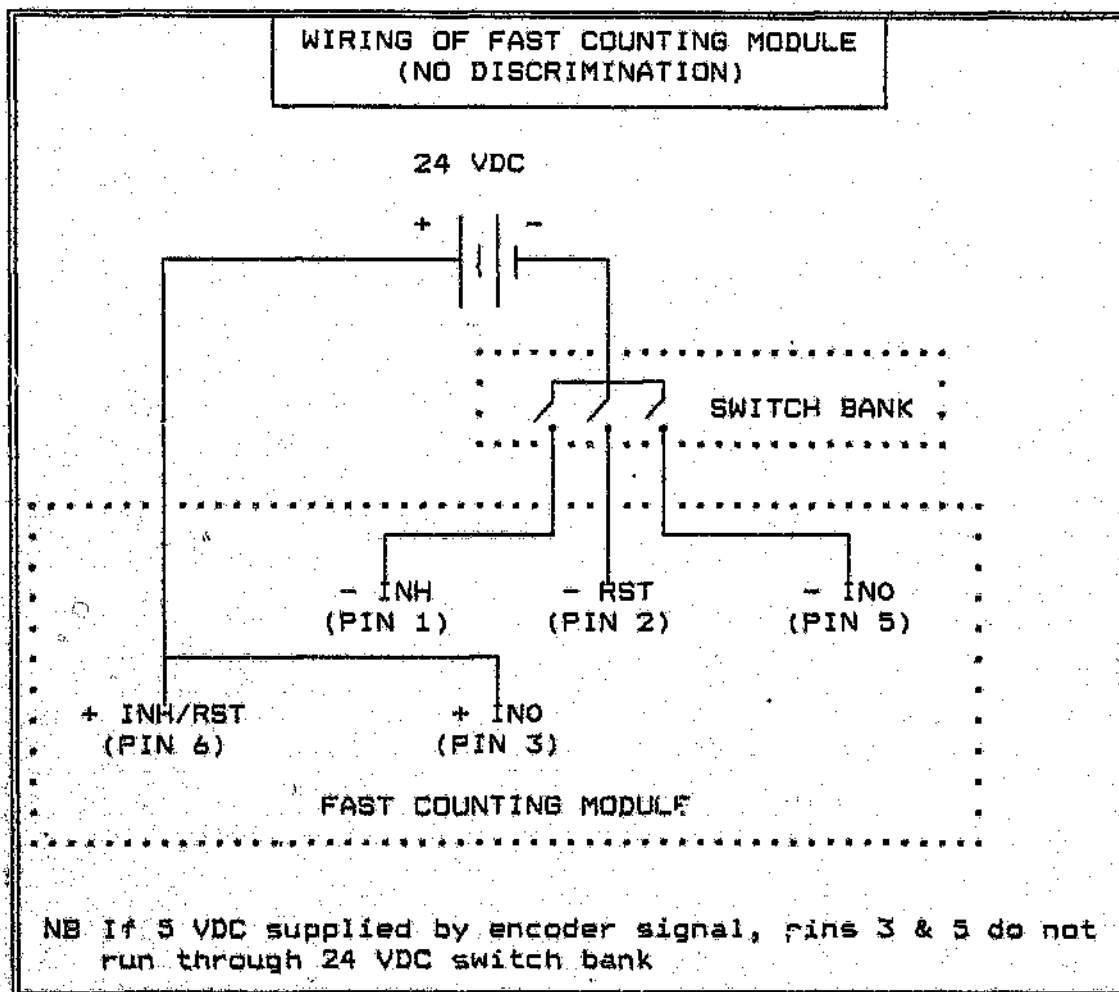 WIRING OF FAST COUNTING MODULE
(NO DISCRIMINATION)
24 VDC
+ -
SWITCH BANK
- INH - RST - INO
(PIN 1) (PIN 2) (PIN 5)
+ INH/RST + INO
(PIN 6) (PIN 3)
FAST COUNTING MODULE
NB If 5 VDC supplied by encoder signal, pins 3 & 5 do not
run through 24 VDC switch bank